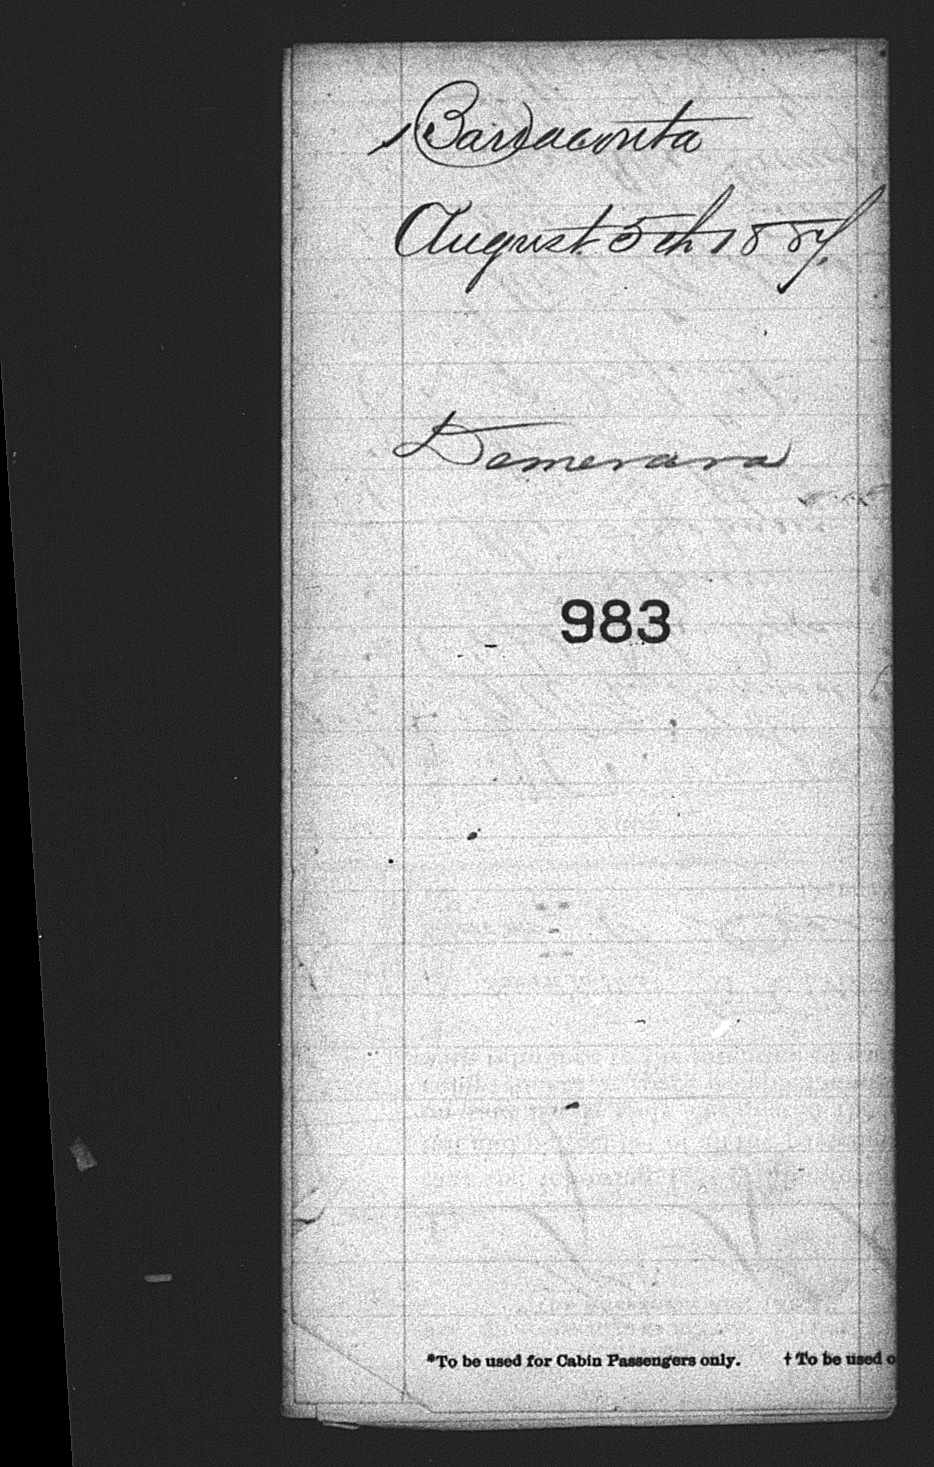 Barracouta
August 5th 1887.
Demerara
983
*To be used for Cabin Passengers only. † To be used o